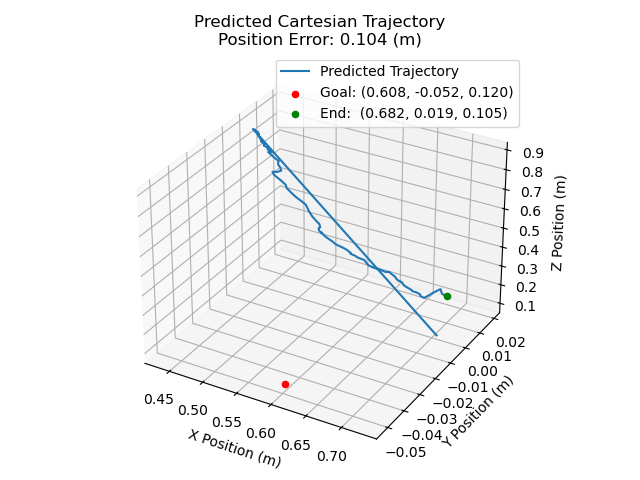 Predicted Cartesian Trajectory
Position Error: 0.104 (m)
Predicted Trajectory
Goal: (0.608, -0.052, 0.120)
End:  (0.682, 0.019, 0.105)
0.9
0.8
0.7
0.6
0.5
0.4
0.3
0.2
0.1
Z Position (m)
0.02
0.01
0.00
−0.01
−0.02
−0.03
−0.04
−0.05
Y Position (m)
0.45
0.50
0.55
0.60
0.65
0.70
X Position (m)